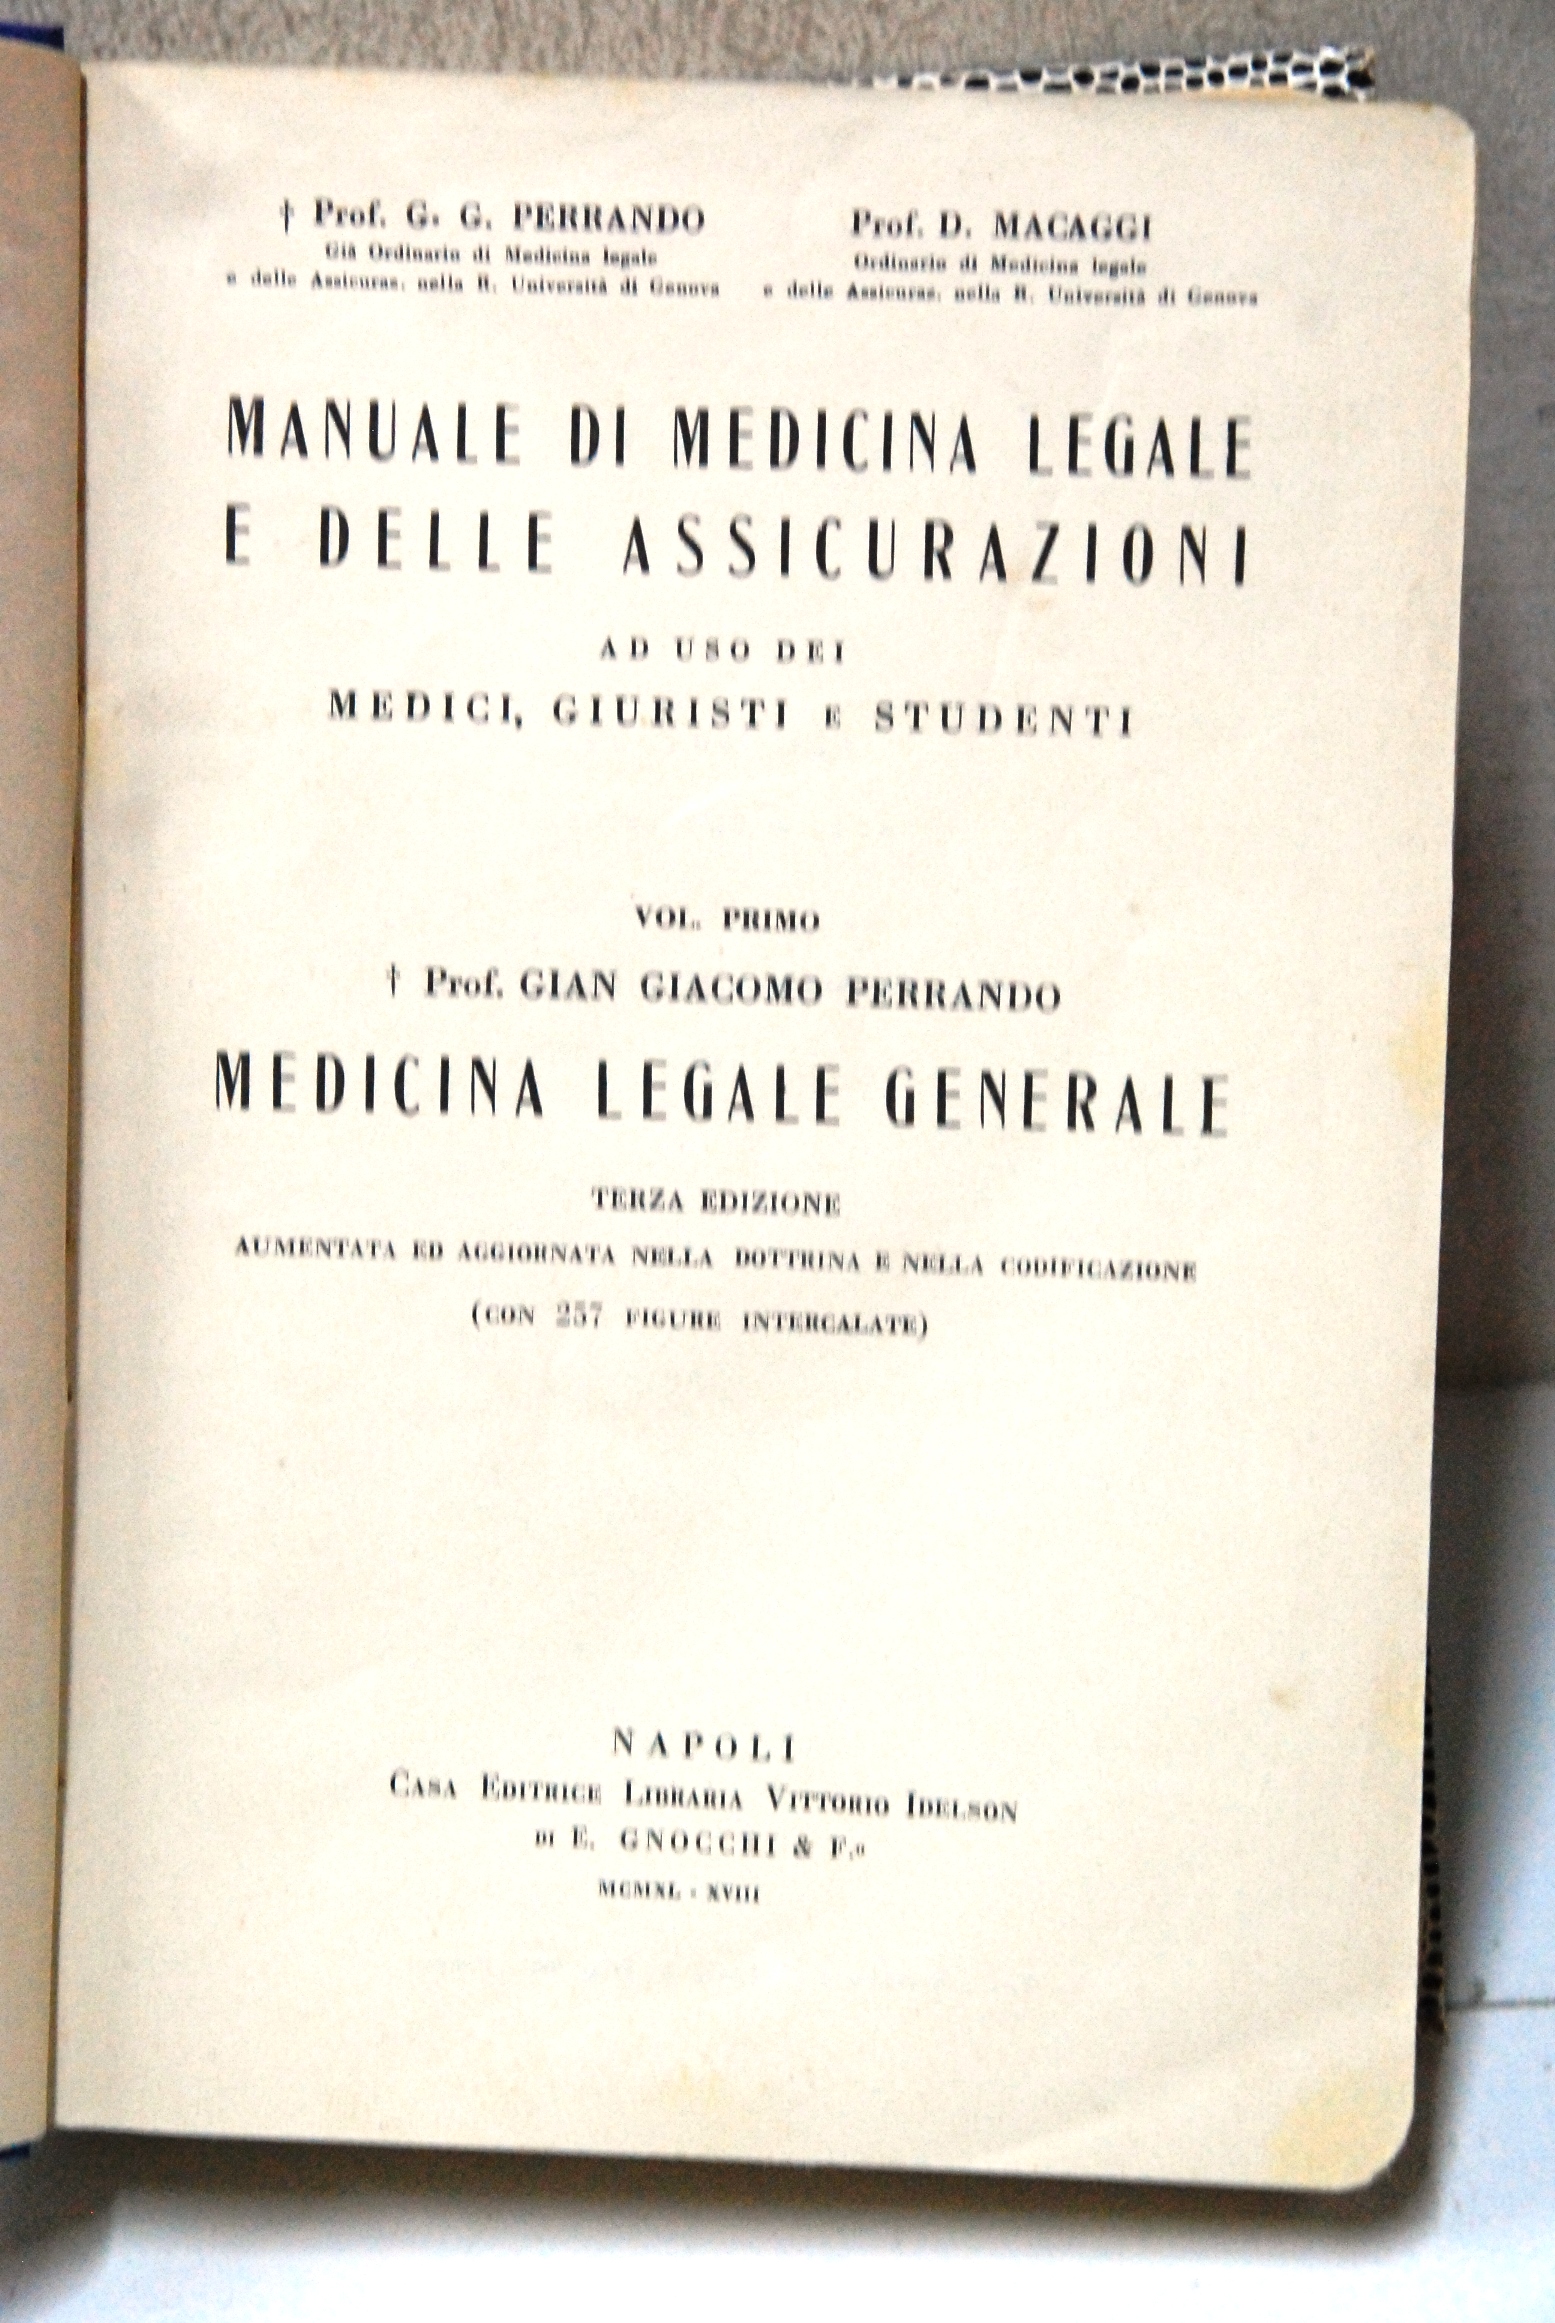 † Prof. G. G. PERRANDO
Già Ordinario di Medicina legale
e delle Assicuraz. nella R. Università di Genova
Prof. D. MACAGGI
Ordinario di Medicina legale
e delle Assicuraz. nella R. Università di Genova
MANUALE DI MEDICINA LEGALE
E DELLE ASSICURAZIONI
AD USO DEI
MEDICI, GIURISTI E STUDENTI
VOL. PRIMO
† Prof. GIAN GIACOMO PERRANDO
MEDICINA LEGALE GENERALE
TERZA EDIZIONE
AUMENTATA ED AGGIORNATA NELLA DOTTRINA E NELLA CODIFICAZIONE
(CON 257 FIGURE INTERCALATE)
NAPOLI
CASA EDITRICE LIBRARIA VITTORIO IDELSON
DI E. GNOCCHI & F.li
MCMXL - XVIII